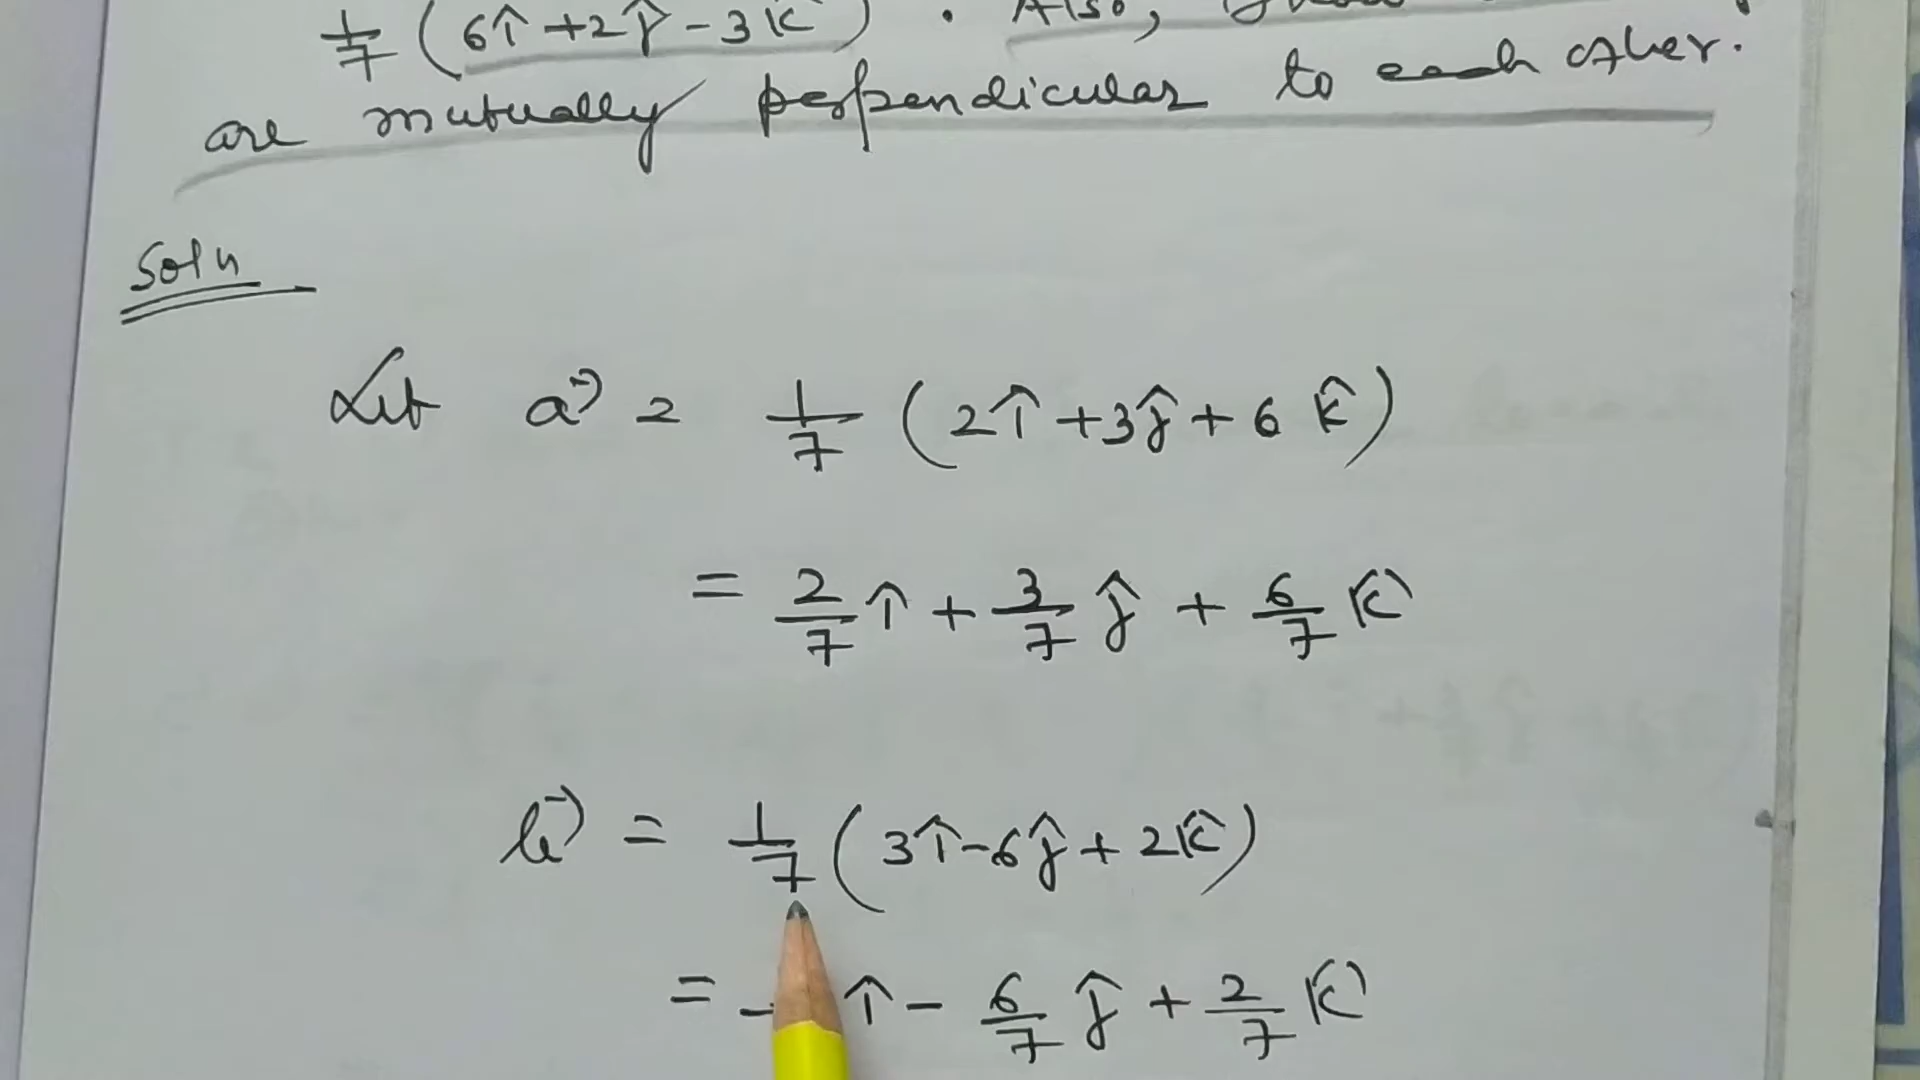 1/7 (6î+2ĵ-3k̂). Also,
are mutually perpendicular to each other.
Soln
Let a⃗ = 1/7 (2î+3ĵ+6k̂)
= 2/7 î + 3/7 ĵ + 6/7 k̂
b⃗ = 1/7 (3î-6ĵ+2k̂)
= î - 6/7 ĵ + 2/7 k̂